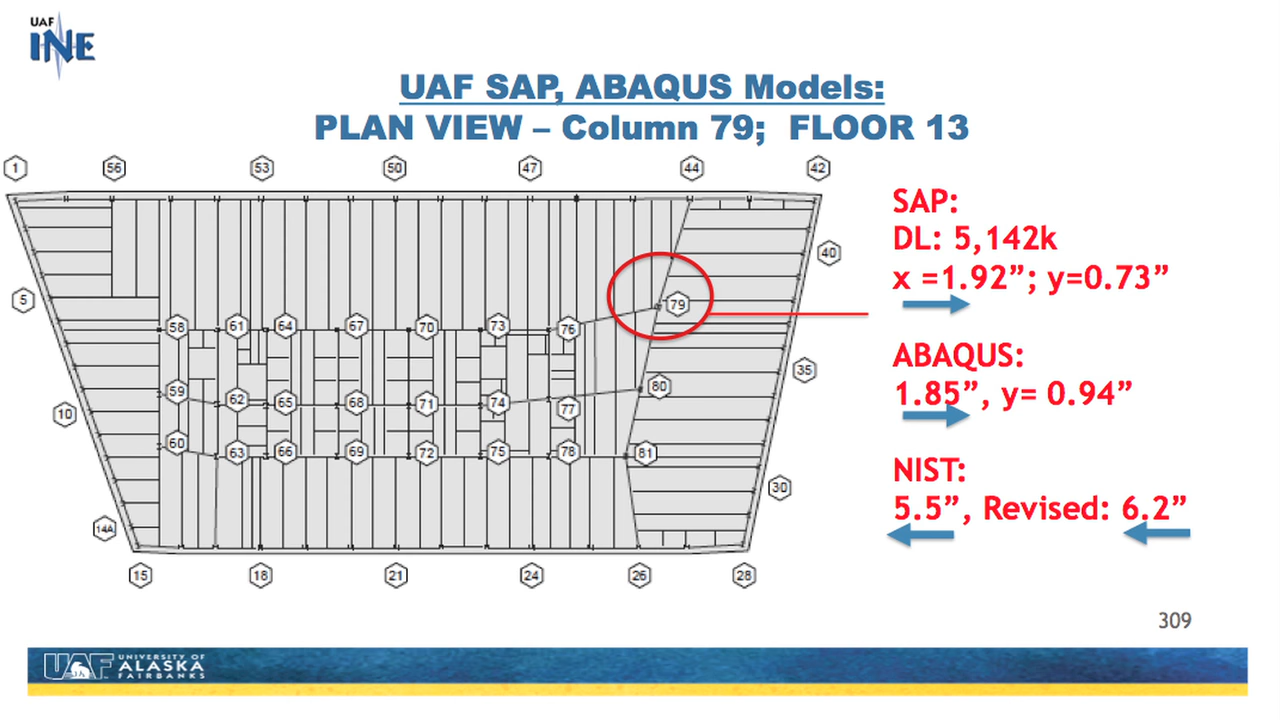 UAF
INE
UAF SAP, ABAQUS Models:
PLAN VIEW – Column 79;  FLOOR 13
1 56 53 50 47 44 42
SAP:
DL: 5,142k
x =1.92”; y=0.73”
40
5
79
58 61 64 67 70 73 76
ABAQUS:
1.85”, y= 0.94”
35
59 62 65 68 71 74 77 80
10
60 63 66 69 72 75 78 81
NIST:
5.5”, Revised: 6.2”
30
14A
15 18 21 24 26 28
309
UAF
UNIVERSITY OF
ALASKA
FAIRBANKS